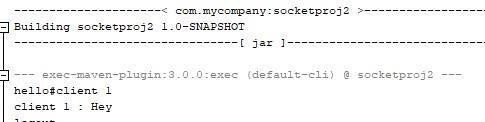 --------------------< com.mycompany:socketproj2 >--------------------
Building socketproj2 1.0-SNAPSHOT
--------------------------------[ jar ]---------------------------------
--- exec-maven-plugin:3.0.0:exec (default-cli) @ socketproj2 ---
hello#client 1
client 1 : Hey